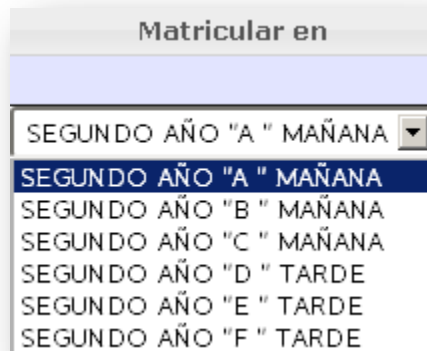 Matricular en
SEGUNDO AÑO "A " MAÑANA
SEGUNDO AÑO "A " MAÑANA
SEGUNDO AÑO "B " MAÑANA
SEGUNDO AÑO "C " MAÑANA
SEGUNDO AÑO "D " TARDE
SEGUNDO AÑO "E " TARDE
SEGUNDO AÑO "F " TARDE